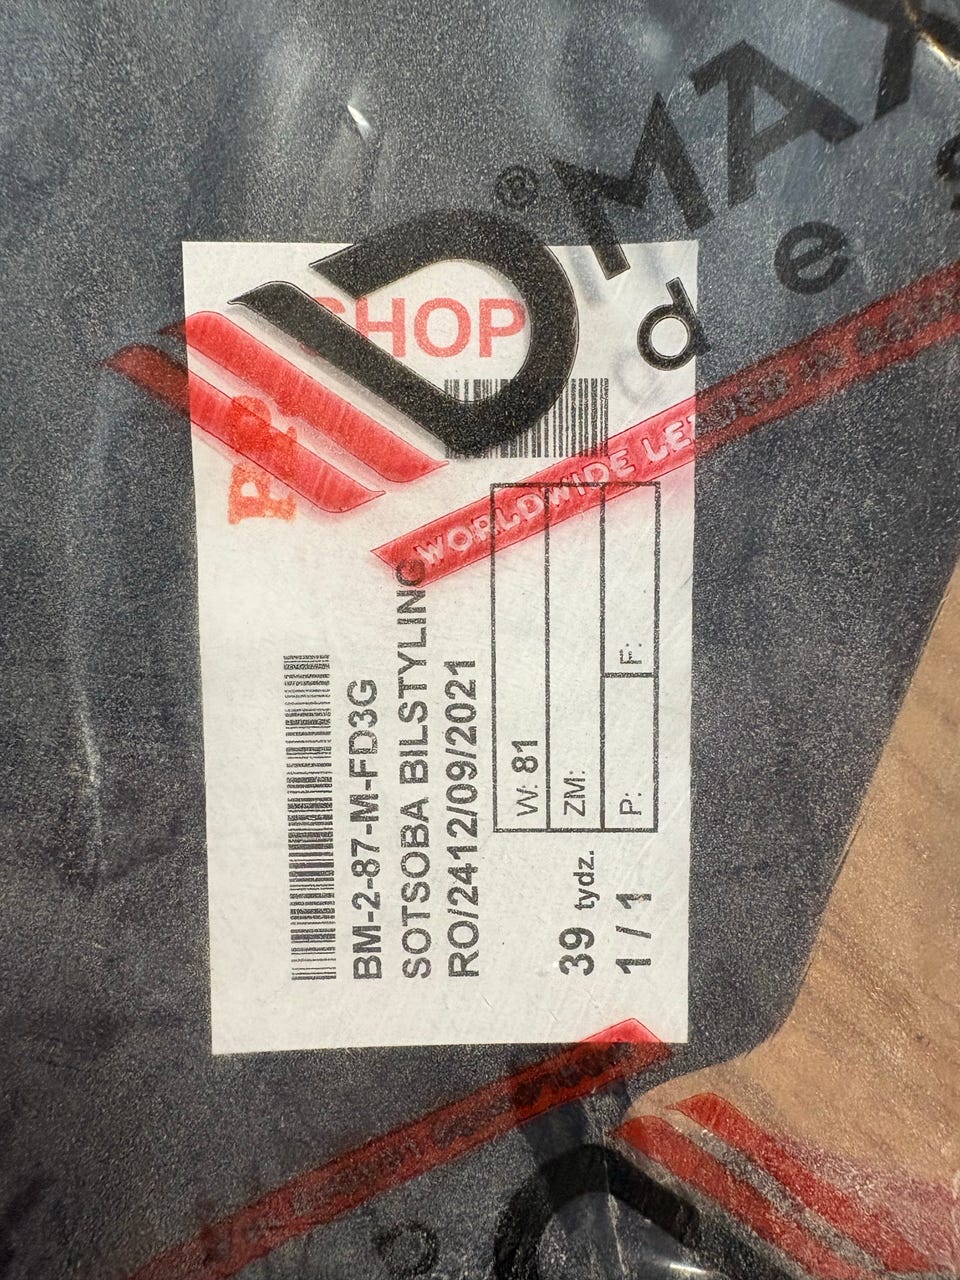 ®
MAX
de
SHOP
WORLDWIDE LE
BM-2-87-M-FD3G
SOTSOBA BILSTYLING
RO/2412/09/2021
W: 81
ZM:
P:
F:
39 tydz.
1 / 1